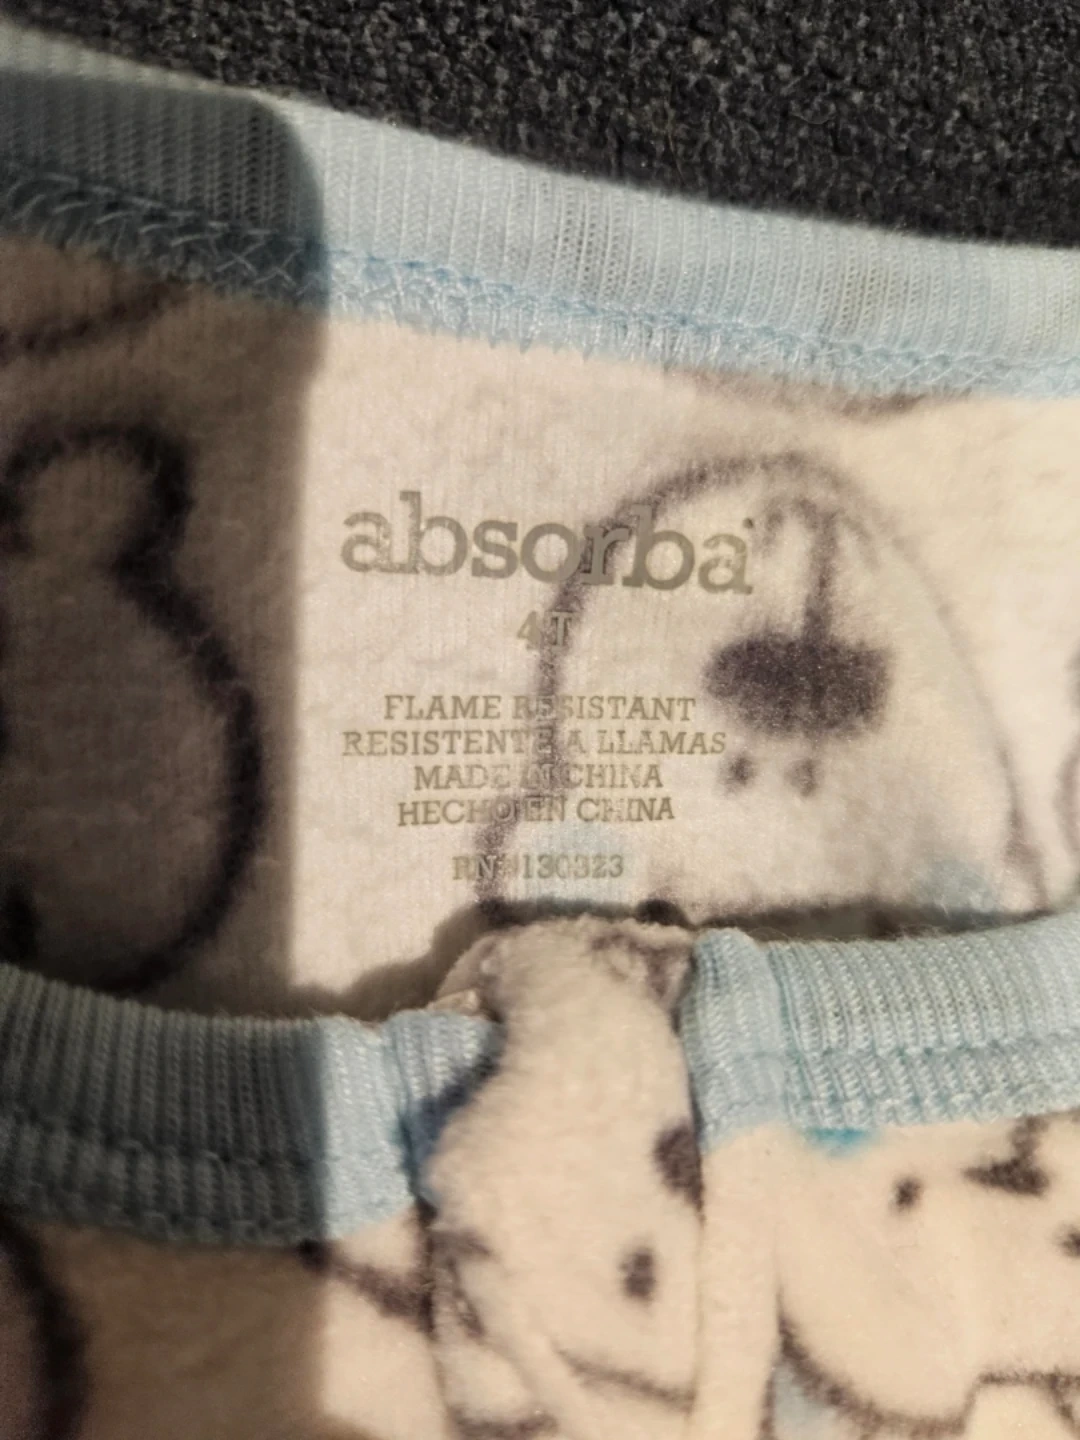 absorba
4T
FLAME RESISTANT
RESISTENTE A LLAMAS
MADE IN CHINA
HECHO EN CHINA
RN#130323